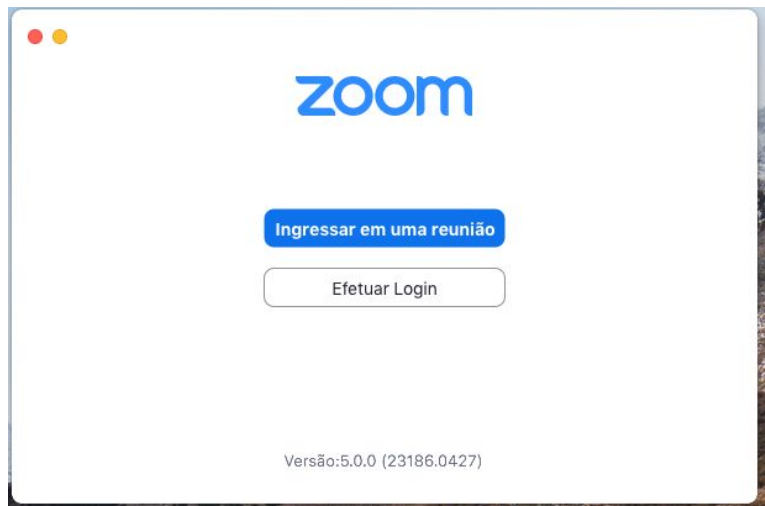 zoom
Ingressar em uma reunião
Efetuar Login
Versão:5.0.0 (23186.0427)